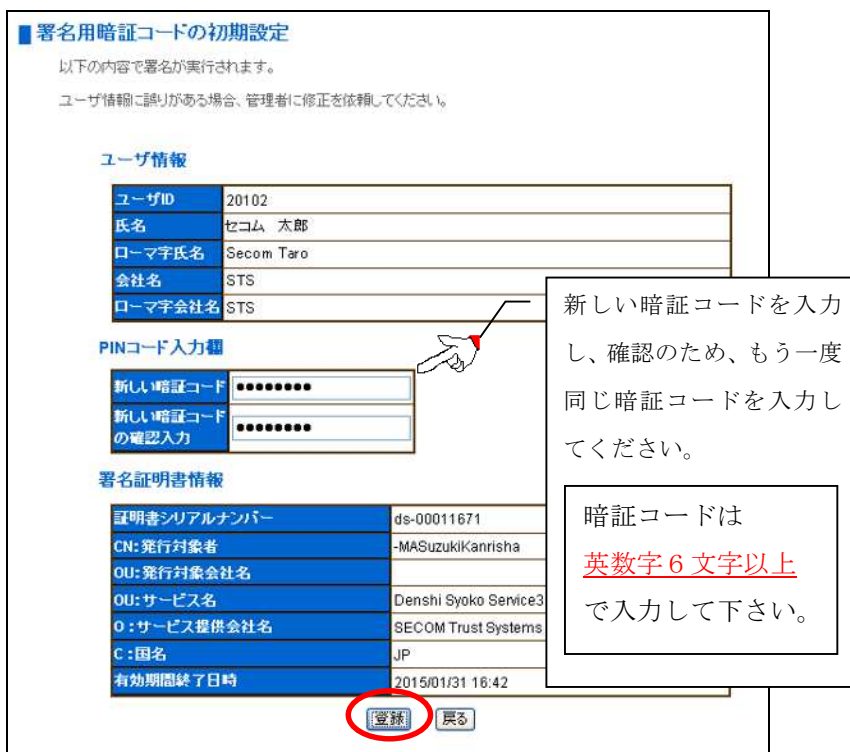 ■署名用暗証コードの初期設定
以下の内容で署名が実行されます。
ユーザ情報に誤りがある場合、管理者に修正を依頼してください。
ユーザ情報
ユーザID 20102
氏名 セコム 太郎
ローマ字氏名 Secom Taro
会社名 STS
ローマ字会社名 STS
新しい暗証コードを入力
し、確認のため、もう一度
同じ暗証コードを入力し
てください。
PINコード入力欄
新しい暗証コード ●●●●●●●●
新しい暗証コード
の確認入力 ●●●●●●●●
暗証コードは
英数字6文字以上
で入力して下さい。
署名証明書情報
証明書シリアルナンバー ds-00011671
CN:発行対象者 -MASuzukiKanrisha
OU:発行対象会社名
OU:サービス名 Denshi Syoko Service3
O:サービス提供会社名 SECOM Trust Systems
C:国名 JP
有効期間終了日時 2015/01/31 16:42
登録 戻る